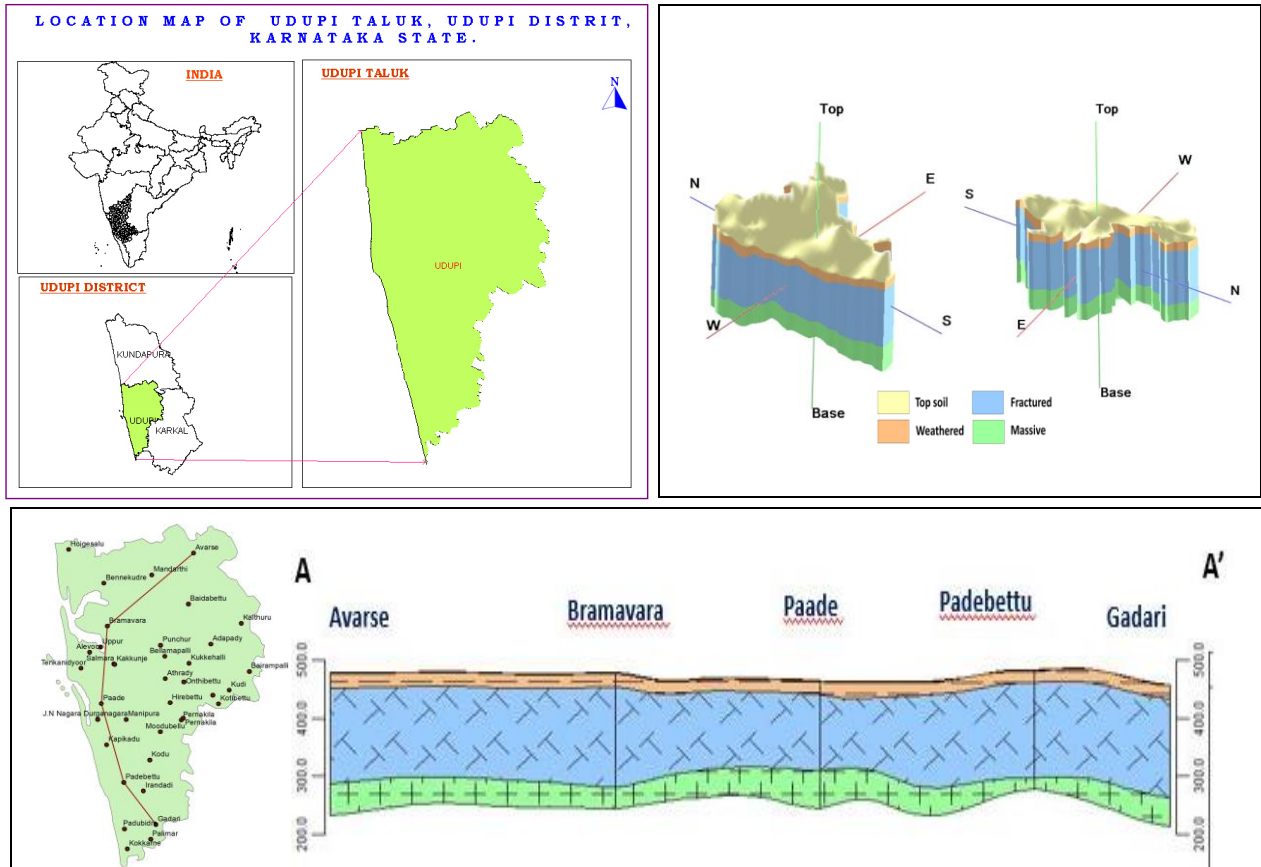 LOCATION MAP OF UDUPI TALUK, UDUPI DISTRIT,
KARNATAKA STATE.
INDIA
UDUPI TALUK
N
UDUPI
UDUPI DISTRICT
KUNDAPURA
UDUPI
KARKAL
Top
N
E
W
S
Base
Top
W
S
N
E
Base
Top soil
Fractured
Weathered
Massive
Hoigesalu
Avarse
Mandarthi
Bennekudre
Baidabettu
Kalthuru
Bramavara
Uppur
Punchur
Adapady
Alevoor
Bellamapalli
Salmara
Kakkunje
Kukkehalli
Tenkanidyoor
Bairampalli
Athrady
Onthibettu
Kudi
Hirebettu
Kotibettu
Paade
J.N Nagara
Durganagara
Manipura
Pernakila
Pernakila
Moodubellu
Kapikadu
Kodu
Padebettu
Irandadi
Gadari
Padubidri
Palimar
A
A'
Avarse
Bramavara
Paade
Padebettu
Gadari
500.0
400.0
300.0
200.0
500.0
400.0
300.0
200.0